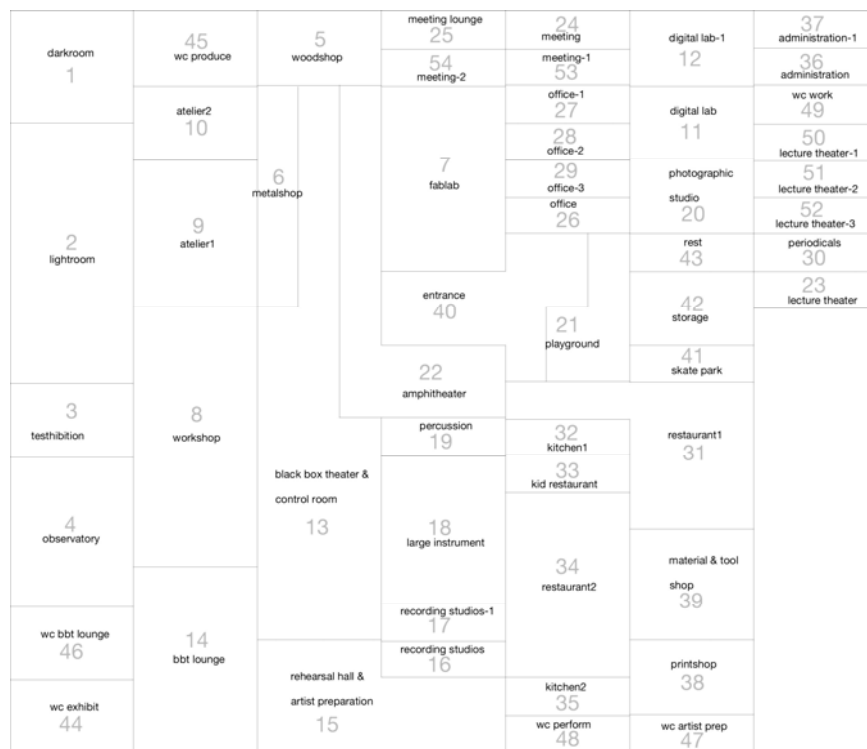 darkroom
1
lightroom
2
3
testhibition
4
observatory
wc bbt lounge
46
wc exhibit
44
45
wc produce
atelier2
10
9
atelier1
8
workshop
14
bbt lounge
5
woodshop
6
metalshop
black box theater &
control room
13
rehearsal hall &
artist preparation
15
meeting lounge
25
54
meeting-2
7
fablab
entrance
40
22
amphitheater
percussion
19
18
large instrument
recording studios-1
17
recording studios
16
24
meeting
meeting-1
53
office-1
27
28
office-2
29
office-3
office
26
21
playground
32
kitchen1
33
kid restaurant
34
restaurant2
kitchen2
35
wc perform
48
digital lab-1
12
digital lab
11
photographic
studio
20
rest
43
42
storage
41
skate park
restaurant1
31
material & tool
shop
39
printshop
38
wc artist prep
47
37
administration-1
36
administration
wc work
49
50
lecture theater-1
51
lecture theater-2
52
lecture theater-3
periodicals
30
23
lecture theater